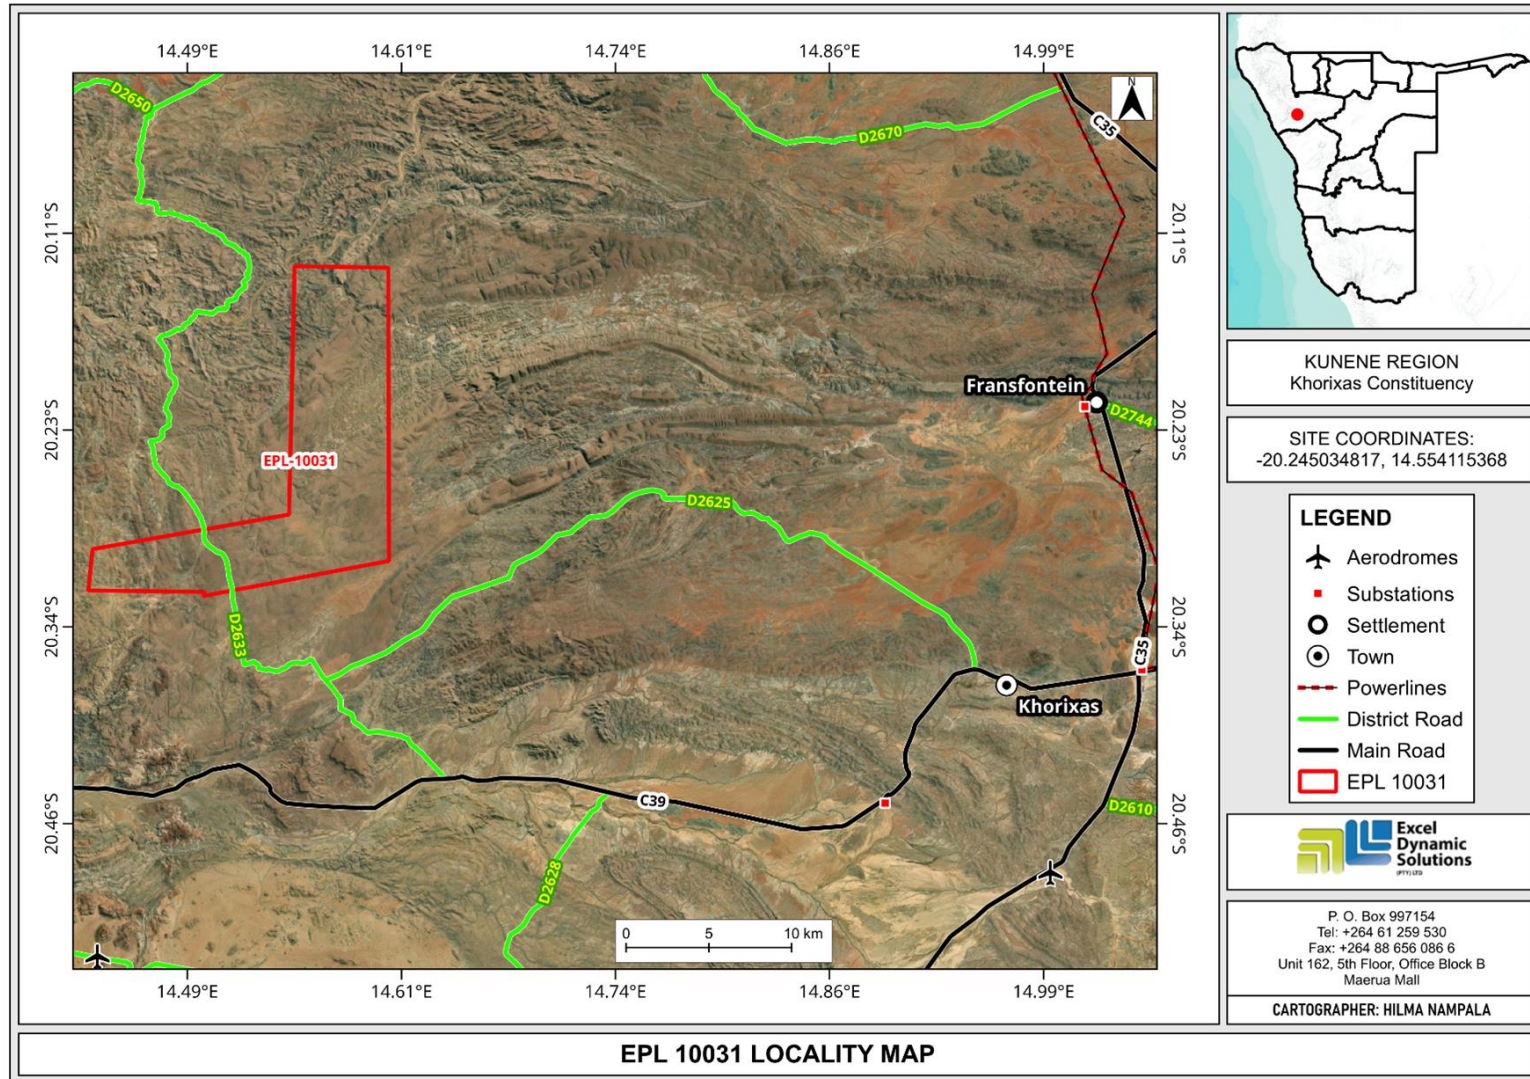 14.49°E 14.61°E 14.74°E 14.86°E 14.99°E
D2650
N
C35
D2670
20.11°S 20.11°S
Fransfontein
D2744
20.23°S 20.23°S
EPL-10031
D2625
D2633
20.34°S 20.34°S
C35
Khorixas
C39
D2610
20.46°S 20.46°S
D2628
0 5 10 km
14.49°E 14.61°E 14.74°E 14.86°E 14.99°E
KUNENE REGION
Khorixas Constituency
SITE COORDINATES:
-20.245034817, 14.554115368
LEGEND
Aerodromes
Substations
Settlement
Town
Powerlines
District Road
Main Road
EPL 10031
Excel
Dynamic
Solutions
(PTY) LTD
P. O. Box 997154
Tel: +264 61 259 530
Fax: +264 88 656 086 6
Unit 162, 5th Floor, Office Block B
Maerua Mall
CARTOGRAPHER: HILMA NAMPALA
EPL 10031 LOCALITY MAP